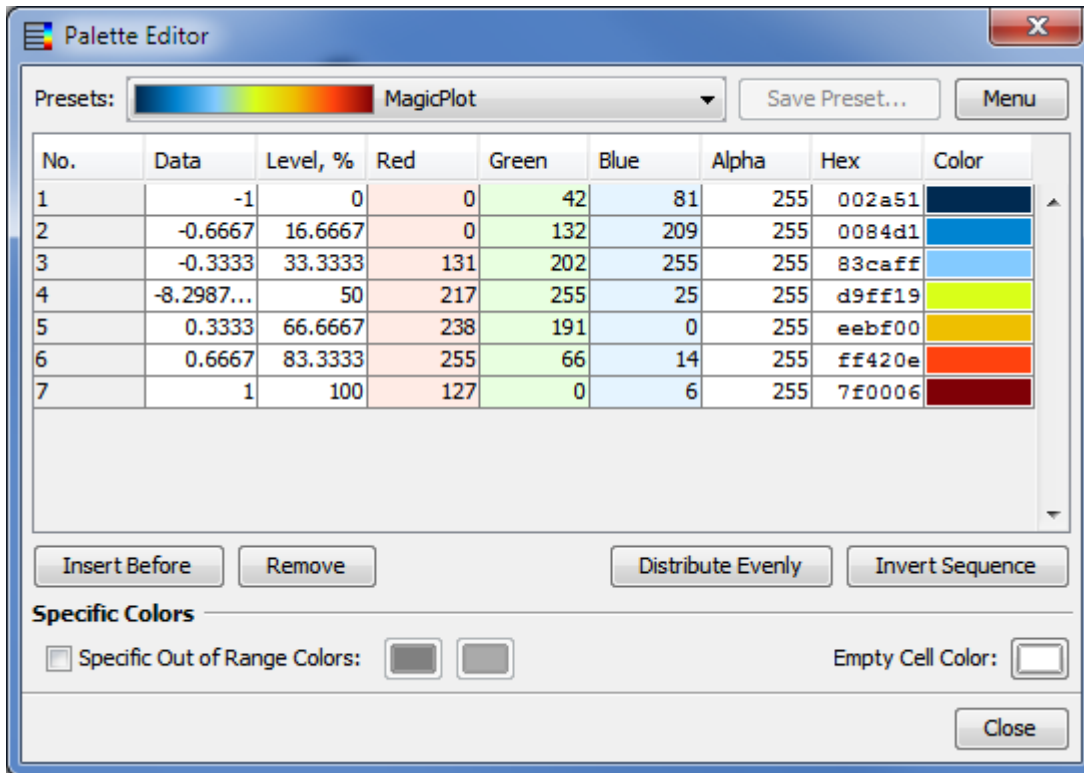 Palette Editor
Presets: MagicPlot Save Preset... Menu
No. Data Level, % Red Green Blue Alpha Hex Color
1 -1 0 0 42 81 255 002a51
2 -0.6667 16.6667 0 132 209 255 0084d1
3 -0.3333 33.3333 131 202 255 255 83caff
4 -8.2987... 50 217 255 25 255 d9ff19
5 0.3333 66.6667 238 191 0 255 eebf00
6 0.6667 83.3333 255 66 14 255 ff420e
7 1 100 127 0 6 255 7f0006
Insert Before Remove Distribute Evenly Invert Sequence
Specific Colors
Specific Out of Range Colors: Empty Cell Color:
Close